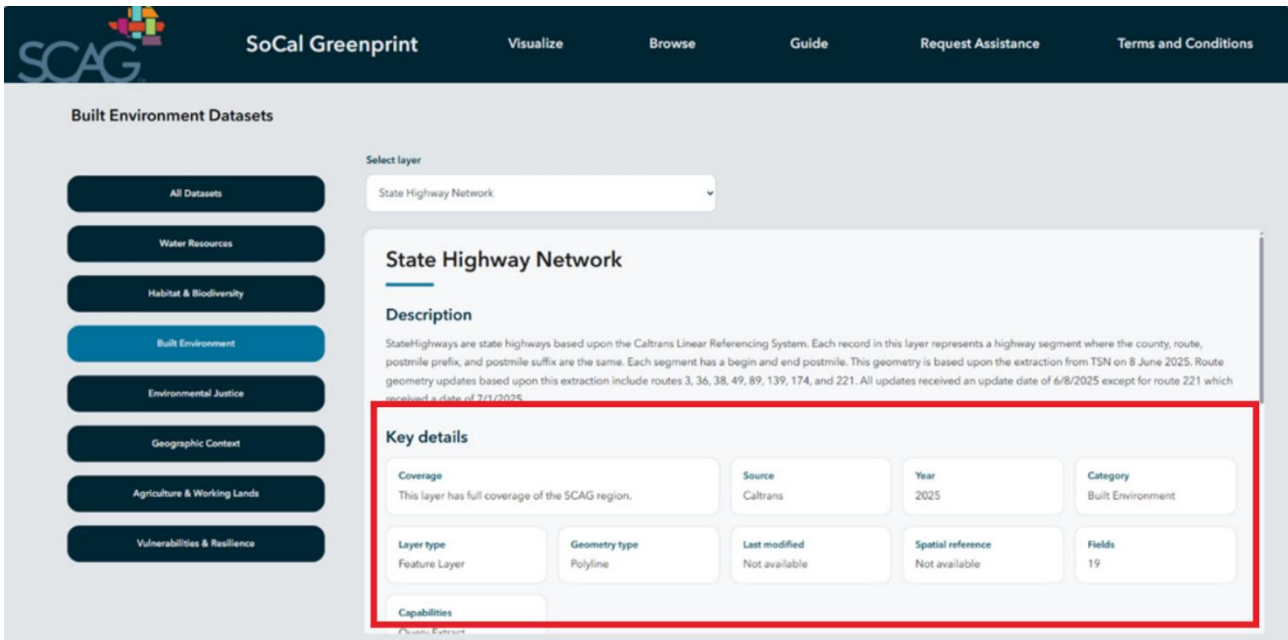 SCAG
SoCal Greenprint
Visualize
Browse
Guide
Request Assistance
Terms and Conditions
Built Environment Datasets
All Datasets
Water Resources
Habitat & Biodiversity
Built Environment
Environmental Justice
Geographic Context
Agriculture & Working Lands
Vulnerabilities & Resilience
Select layer
State Highway Network
State Highway Network
Description
StateHighways are state highways based upon the Caltrans Linear Referencing System. Each record in this layer represents a highway segment where the county, route,
postmile prefix, and postmile suffix are the same. Each segment has a begin and end postmile. This geometry is based upon the extraction from TSN on 8 June 2025. Route
geometry updates based upon this extraction include routes 3, 36, 38, 49, 89, 139, 174, and 221. All updates received an update date of 6/8/2025 except for route 221 which
received a date of 7/1/2025.
Key details
Coverage
This layer has full coverage of the SCAG region.
Source
Caltrans
Year
2025
Category
Built Environment
Layer type
Feature Layer
Geometry type
Polyline
Last modified
Not available
Spatial reference
Not available
Fields
19
Capabilities
Query Extract